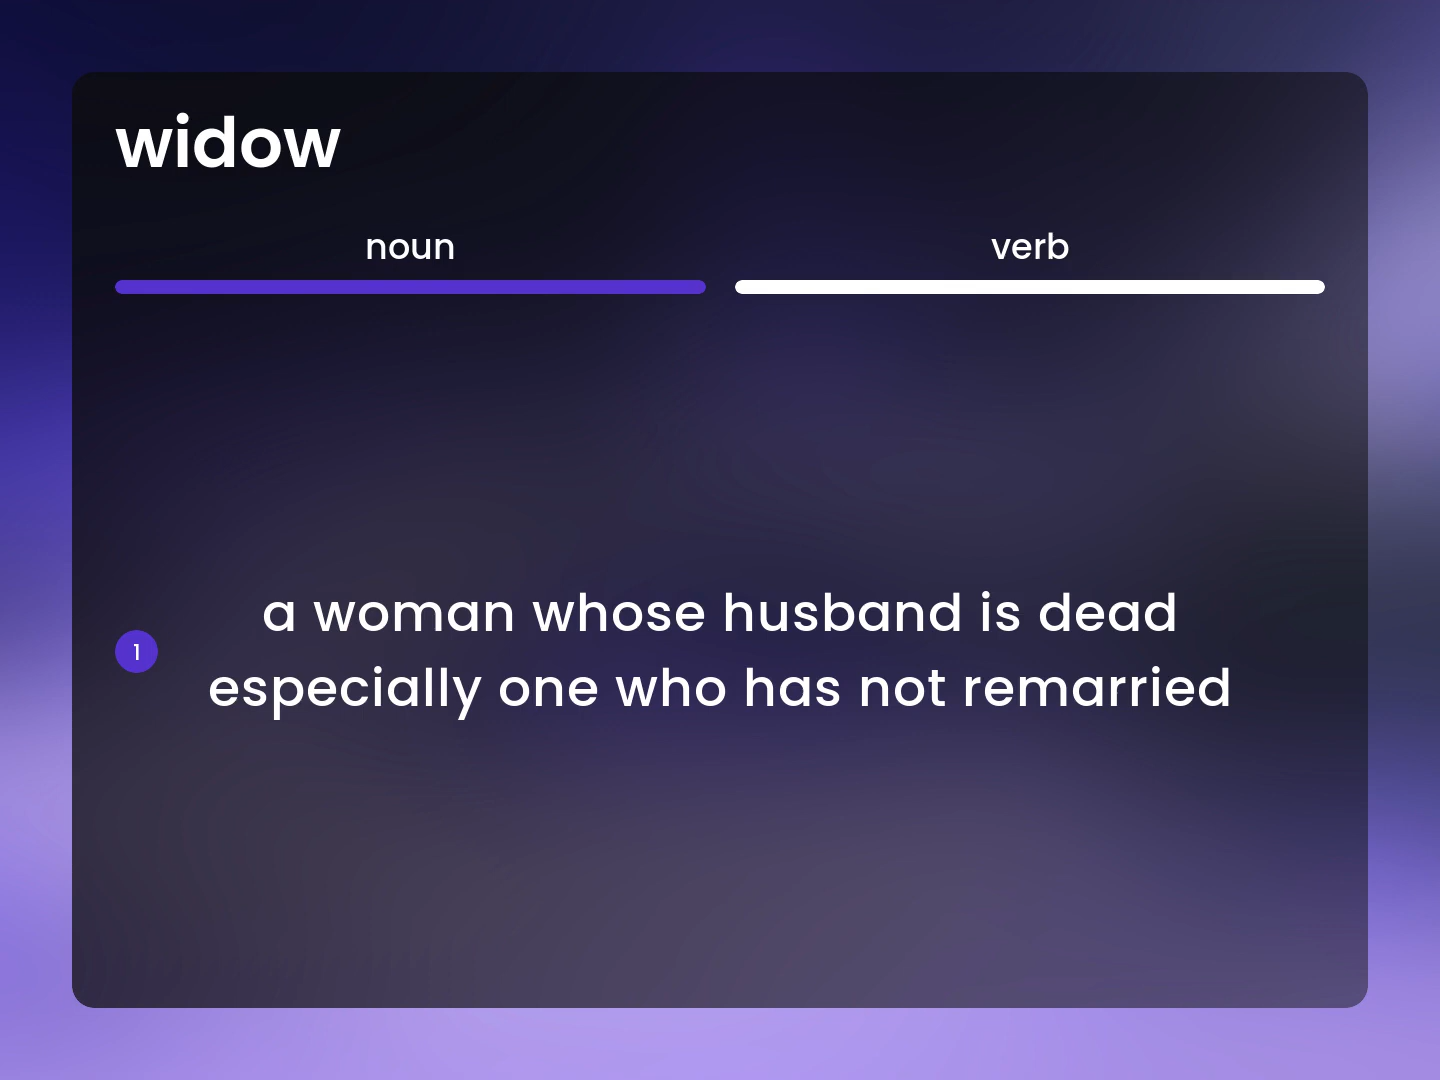 widow
noun
verb
1
a woman whose husband is dead
especially one who has not remarried